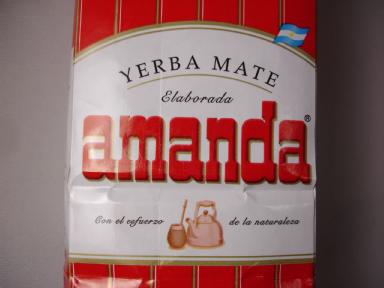 YERBA MATE
Elaborada
amanda®
Con el esfuerzo de la naturaleza